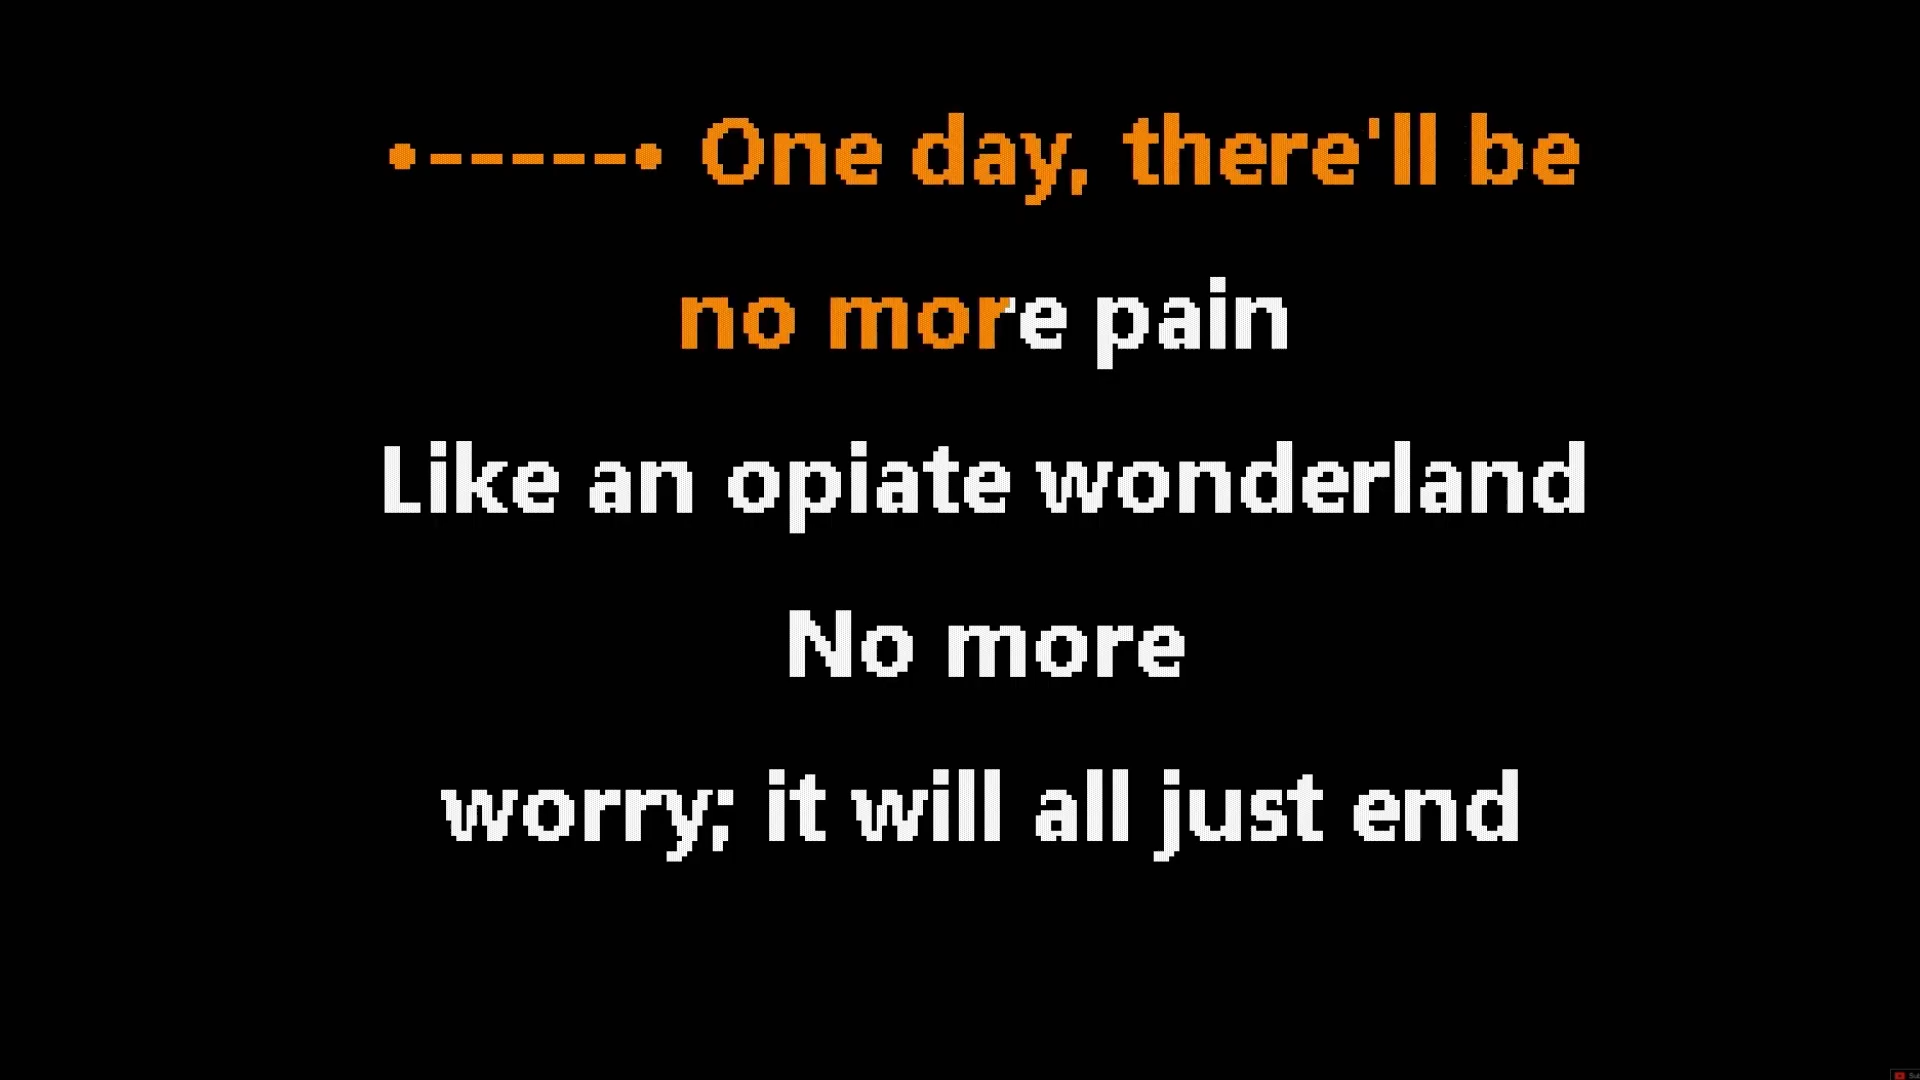 •-----• One day, there'll be
no more pain
Like an opiate wonderland
No more
worry; it will all just end